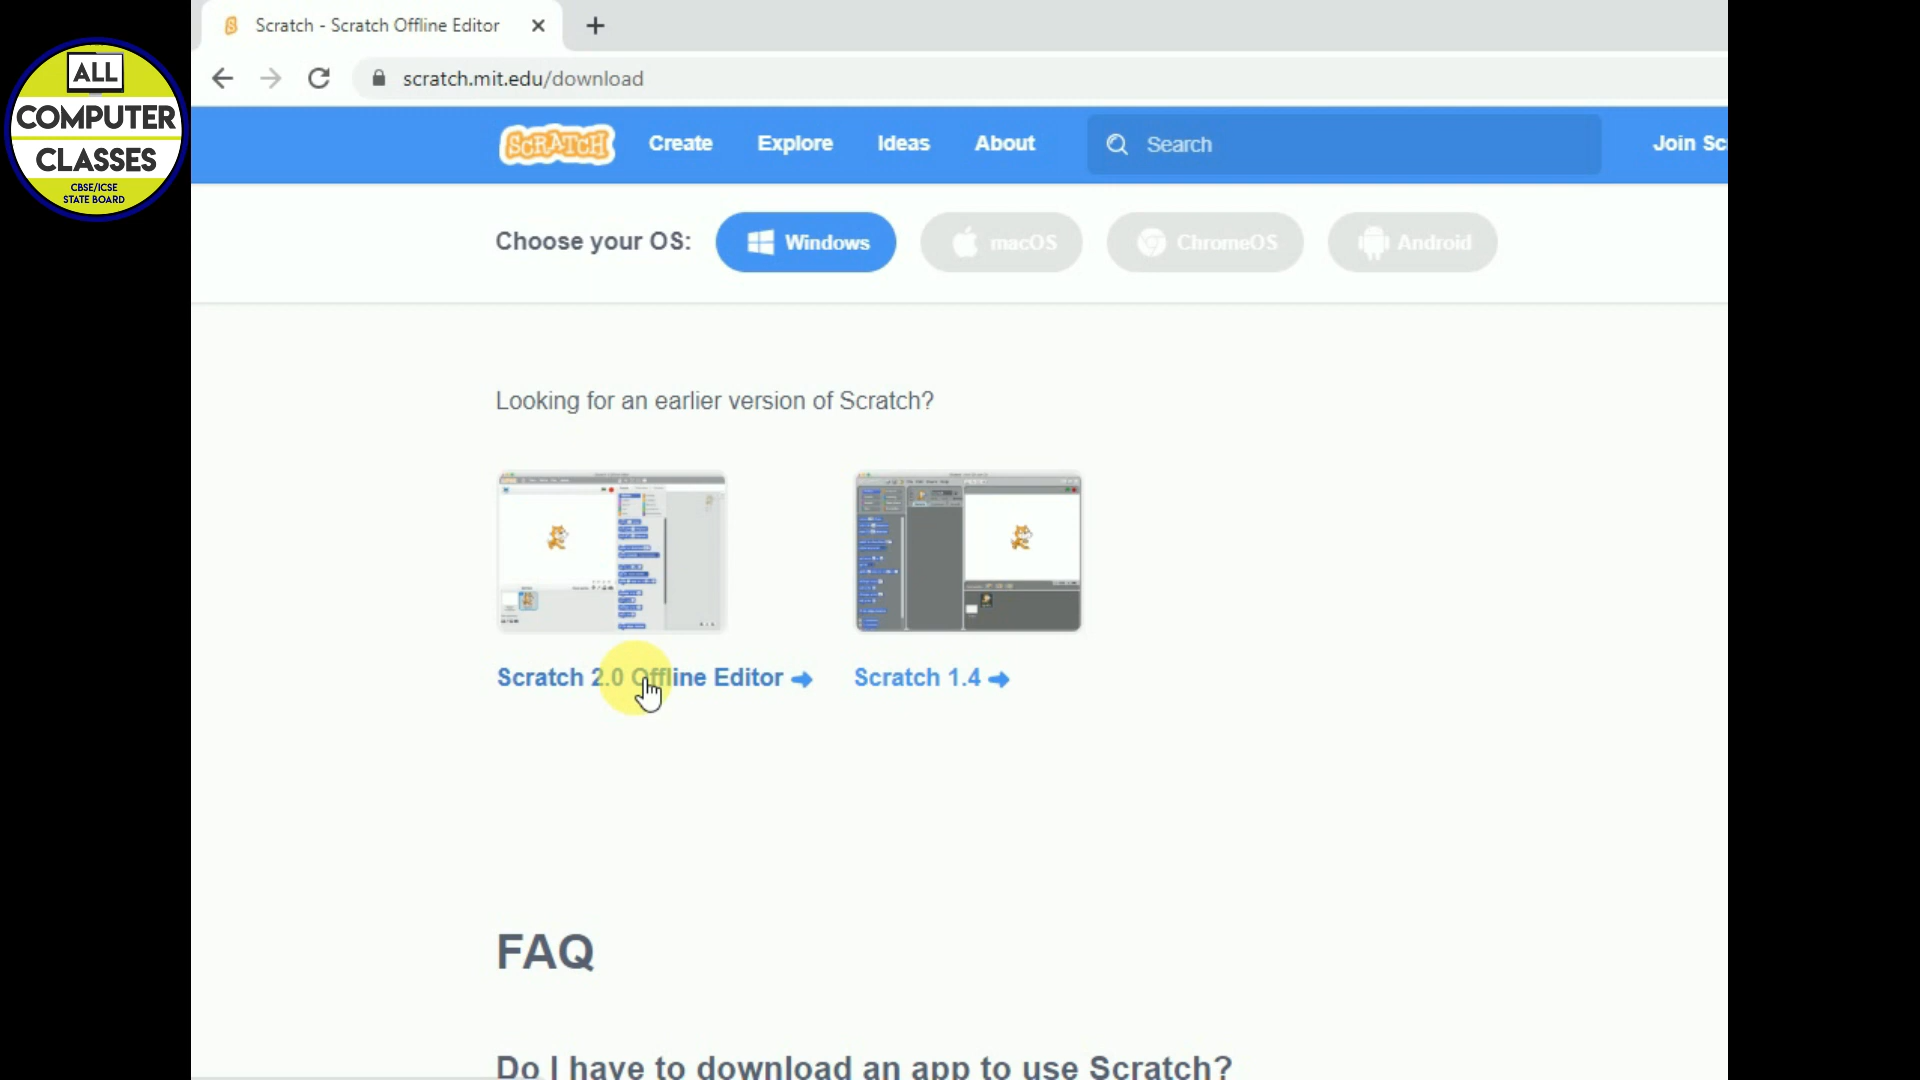 ALL
COMPUTER
CLASSES
CBSE/ICSE
STATE BOARD
Scratch - Scratch Offline Editor
scratch.mit.edu/download
SCRATCH
Create
Explore
Ideas
About
Search
Join Sc
Choose your OS:
Windows
macOS
ChromeOS
Android
Looking for an earlier version of Scratch?
Scratch 2.0 Offline Editor
Scratch 1.4
FAQ
Do I have to download an app to use Scratch?